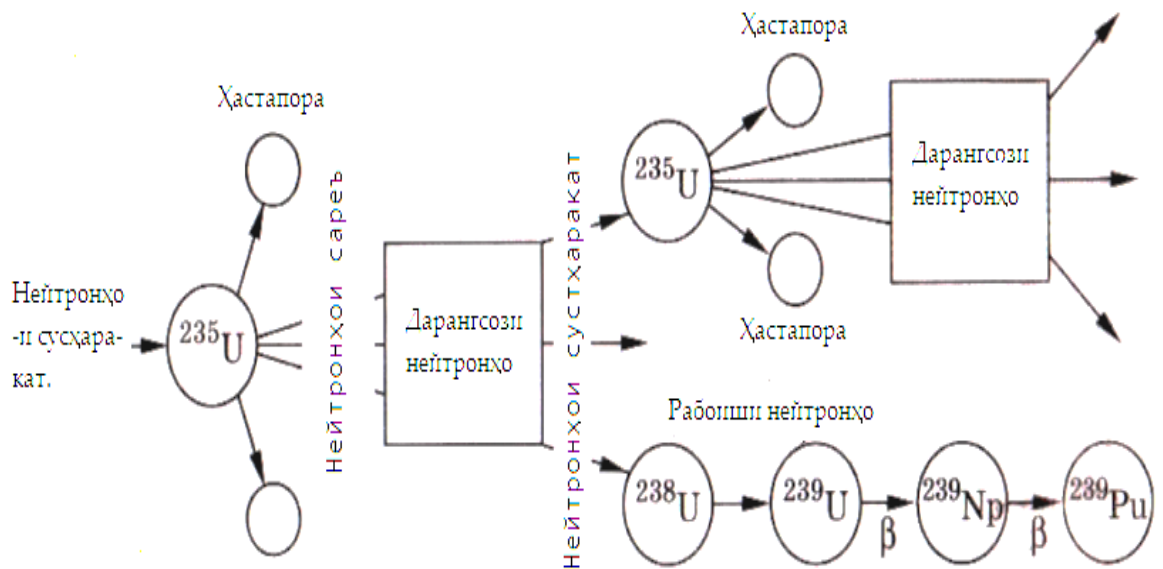 Ҳастапора
Нейтронҳо
-и сусҳара-
кат.
²³⁵U
Нейтронҳои сареъ
Дарангсози
нейтронҳо
Нейтронхои сустҳаракат
Ҳастапора
²³⁵U
Ҳастапора
Дарангсози
нейтронҳо
Рабоиши нейтронҳо
²³⁸U
²³⁹U
β
²³⁹Np
β
²³⁹Pu